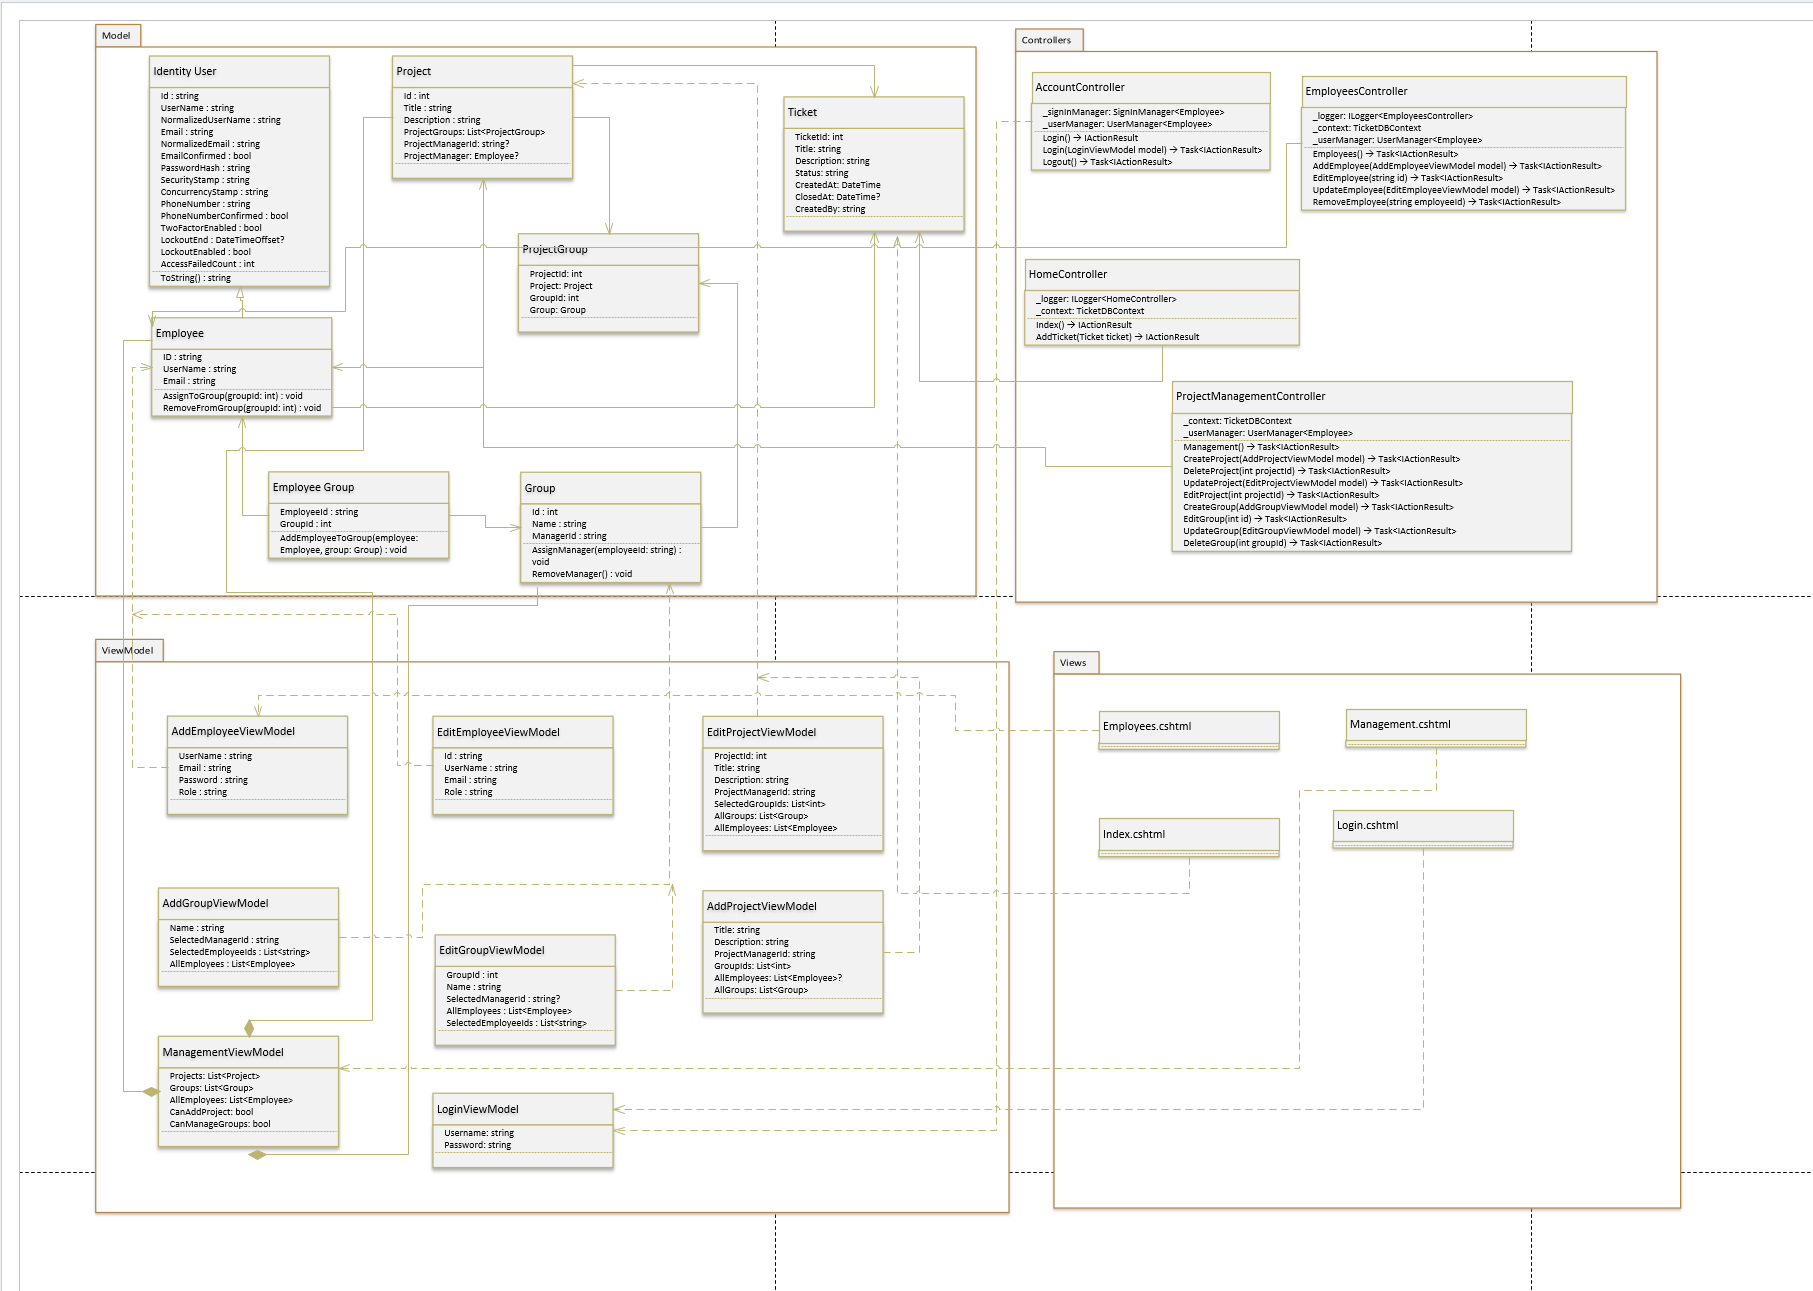 Model
Identity User
Id : string
UserName : string
NormalizedUserName : string
Email : string
NormalizedEmail : string
EmailConfirmed : bool
PasswordHash : string
SecurityStamp : string
ConcurrencyStamp : string
PhoneNumber : string
PhoneNumberConfirmed : bool
TwoFactorEnabled : bool
LockoutEnd : DateTimeOffset?
LockoutEnabled : bool
AccessFailedCount : int
ToString() : string
Project
Id : int
Title : string
Description : string
ProjectGroups: List<ProjectGroup>
ProjectManagerId: string?
ProjectManager: Employee?
Ticket
TicketId: int
Title: string
Description: string
Status: string
CreatedAt: DateTime
ClosedAt: DateTime?
CreatedBy: string
ProjectGroup
ProjectId: int
Project: Project
GroupId: int
Group: Group
Employee
ID : string
UserName : string
Email : string
AssignToGroup(groupId: int) : void
RemoveFromGroup(groupId: int) : void
Employee Group
EmployeeId : string
GroupId : int
AddEmployeeToGroup(employee:
Employee, group: Group) : void
Group
Id : int
Name : string
ManagerId : string
AssignManager(employeeId: string) :
void
RemoveManager() : void
Controllers
AccountController
_signInManager: SignInManager<Employee>
_userManager: UserManager<Employee>
Login() → IActionResult
Login(LoginViewModel model) → Task<IActionResult>
Logout() → Task<IActionResult>
EmployeesController
_logger: ILogger<EmployeesController>
_context: TicketDBContext
_userManager: UserManager<Employee>
Employees() → Task<IActionResult>
AddEmployee(AddEmployeeViewModel model) → Task<IActionResult>
EditEmployee(string id) → Task<IActionResult>
UpdateEmployee(EditEmployeeViewModel model) → Task<IActionResult>
RemoveEmployee(string employeeId) → Task<IActionResult>
HomeController
_logger: ILogger<HomeController>
_context: TicketDBContext
Index() → IActionResult
AddTicket(Ticket ticket) → IActionResult
ProjectManagementController
_context: TicketDBContext
_userManager: UserManager<Employee>
Management() → Task<IActionResult>
CreateProject(AddProjectViewModel model) → Task<IActionResult>
DeleteProject(int projectId) → Task<IActionResult>
UpdateProject(EditProjectViewModel model) → Task<IActionResult>
EditProject(int projectId) → Task<IActionResult>
CreateGroup(AddGroupViewModel model) → Task<IActionResult>
EditGroup(int id) → Task<IActionResult>
UpdateGroup(EditGroupViewModel model) → Task<IActionResult>
DeleteGroup(int groupId) → Task<IActionResult>
ViewModel
AddEmployeeViewModel
UserName : string
Email : string
Password : string
Role : string
EditEmployeeViewModel
Id : string
UserName : string
Email : string
Role : string
EditProjectViewModel
ProjectId: int
Title: string
Description: string
ProjectManagerId: string
SelectedGroupIds: List<int>
AllGroups: List<Group>
AllEmployees: List<Employee>
AddGroupViewModel
Name : string
SelectedManagerId : string
SelectedEmployeeIds : List<string>
AllEmployees : List<Employee>
EditGroupViewModel
GroupId : int
Name : string
SelectedManagerId : string?
AllEmployees : List<Employee>
SelectedEmployeeIds : List<string>
AddProjectViewModel
Title: string
Description: string
ProjectManagerId: string
GroupIds: List<int>
AllEmployees: List<Employee>?
AllGroups: List<Group>
ManagementViewModel
Projects: List<Project>
Groups: List<Group>
AllEmployees: List<Employee>
CanAddProject: bool
CanManageGroups: bool
LoginViewModel
Username: string
Password: string
Views
Employees.cshtml
Management.cshtml
Index.cshtml
Login.cshtml